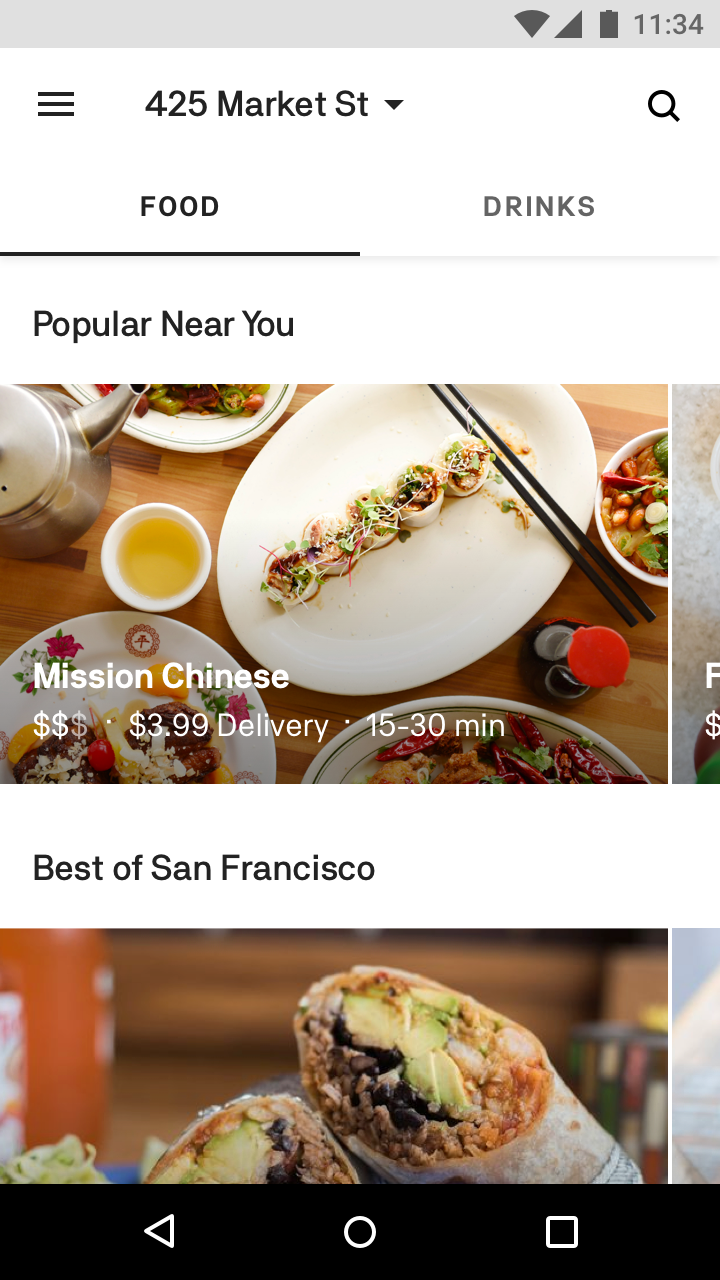 11:34
425 Market St
FOOD
DRINKS
Popular Near You
Mission Chinese
$$$ · $3.99 Delivery · 15-30 min
F
$
Best of San Francisco